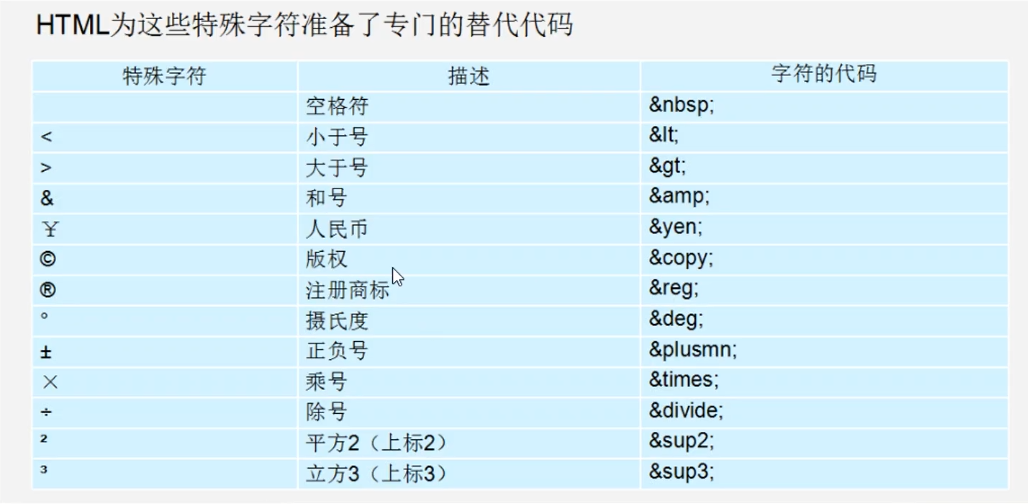 HTML为这些特殊字符准备了专门的替代代码
特殊字符 描述 字符的代码
空格符 &nbsp;
< 小于号 &lt;
> 大于号 &gt;
& 和号 &amp;
¥ 人民币 &yen;
© 版权 &copy;
® 注册商标 &reg;
° 摄氏度 &deg;
± 正负号 &plusmn;
× 乘号 &times;
÷ 除号 &divide;
² 平方2（上标2） &sup2;
³ 立方3（上标3） &sup3;